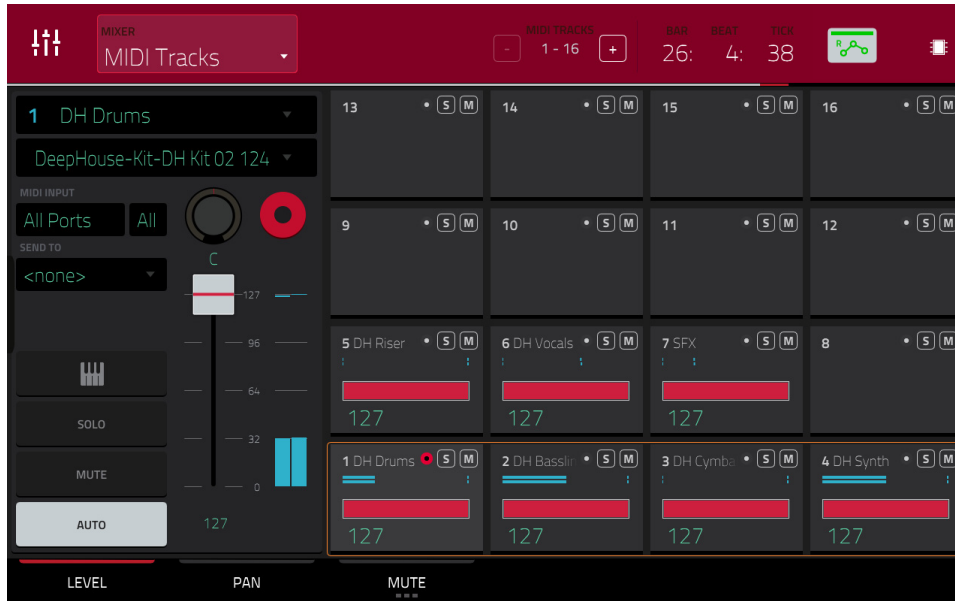 MIXER
MIDI Tracks
MIDI TRACKS
- 1 - 16 +
BAR BEAT TICK
26: 4: 38
R
1 DH Drums
DeepHouse-Kit-DH Kit 02 124
MIDI INPUT
All Ports All
SEND TO
<none>
C
127
96
64
32
0
SOLO
MUTE
AUTO
127
13 S M
14 S M
15 S M
16 S M
9 S M
10 S M
11 S M
12 S M
5 DH Riser S M
127
6 DH Vocals S M
127
7 SFX S M
127
8 S M
1 DH Drums S M
127
2 DH Basslin S M
127
3 DH Cymba S M
127
4 DH Synth S M
127
LEVEL PAN MUTE